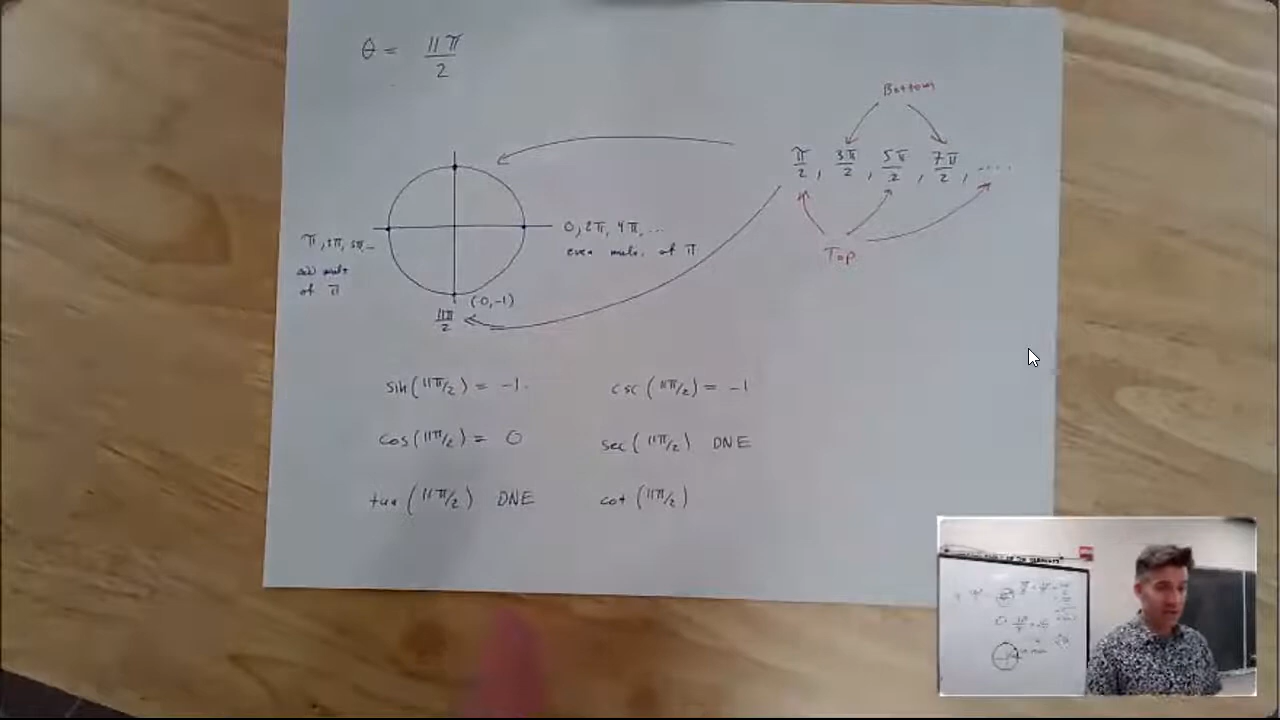 θ = 11π/2
Bottom
π/2, 3π/2, 5π/2, 7π/2, ....
Top
0, 2π, 4π, ...
even mult. of π
π, 3π, 5π...
odd mult
of π
(0,-1)
11π/2
sin(11π/2) = -1
csc(11π/2) = -1
cos(11π/2) = 0
sec(11π/2) DNE
tan(11π/2) DNE
cot(11π/2)